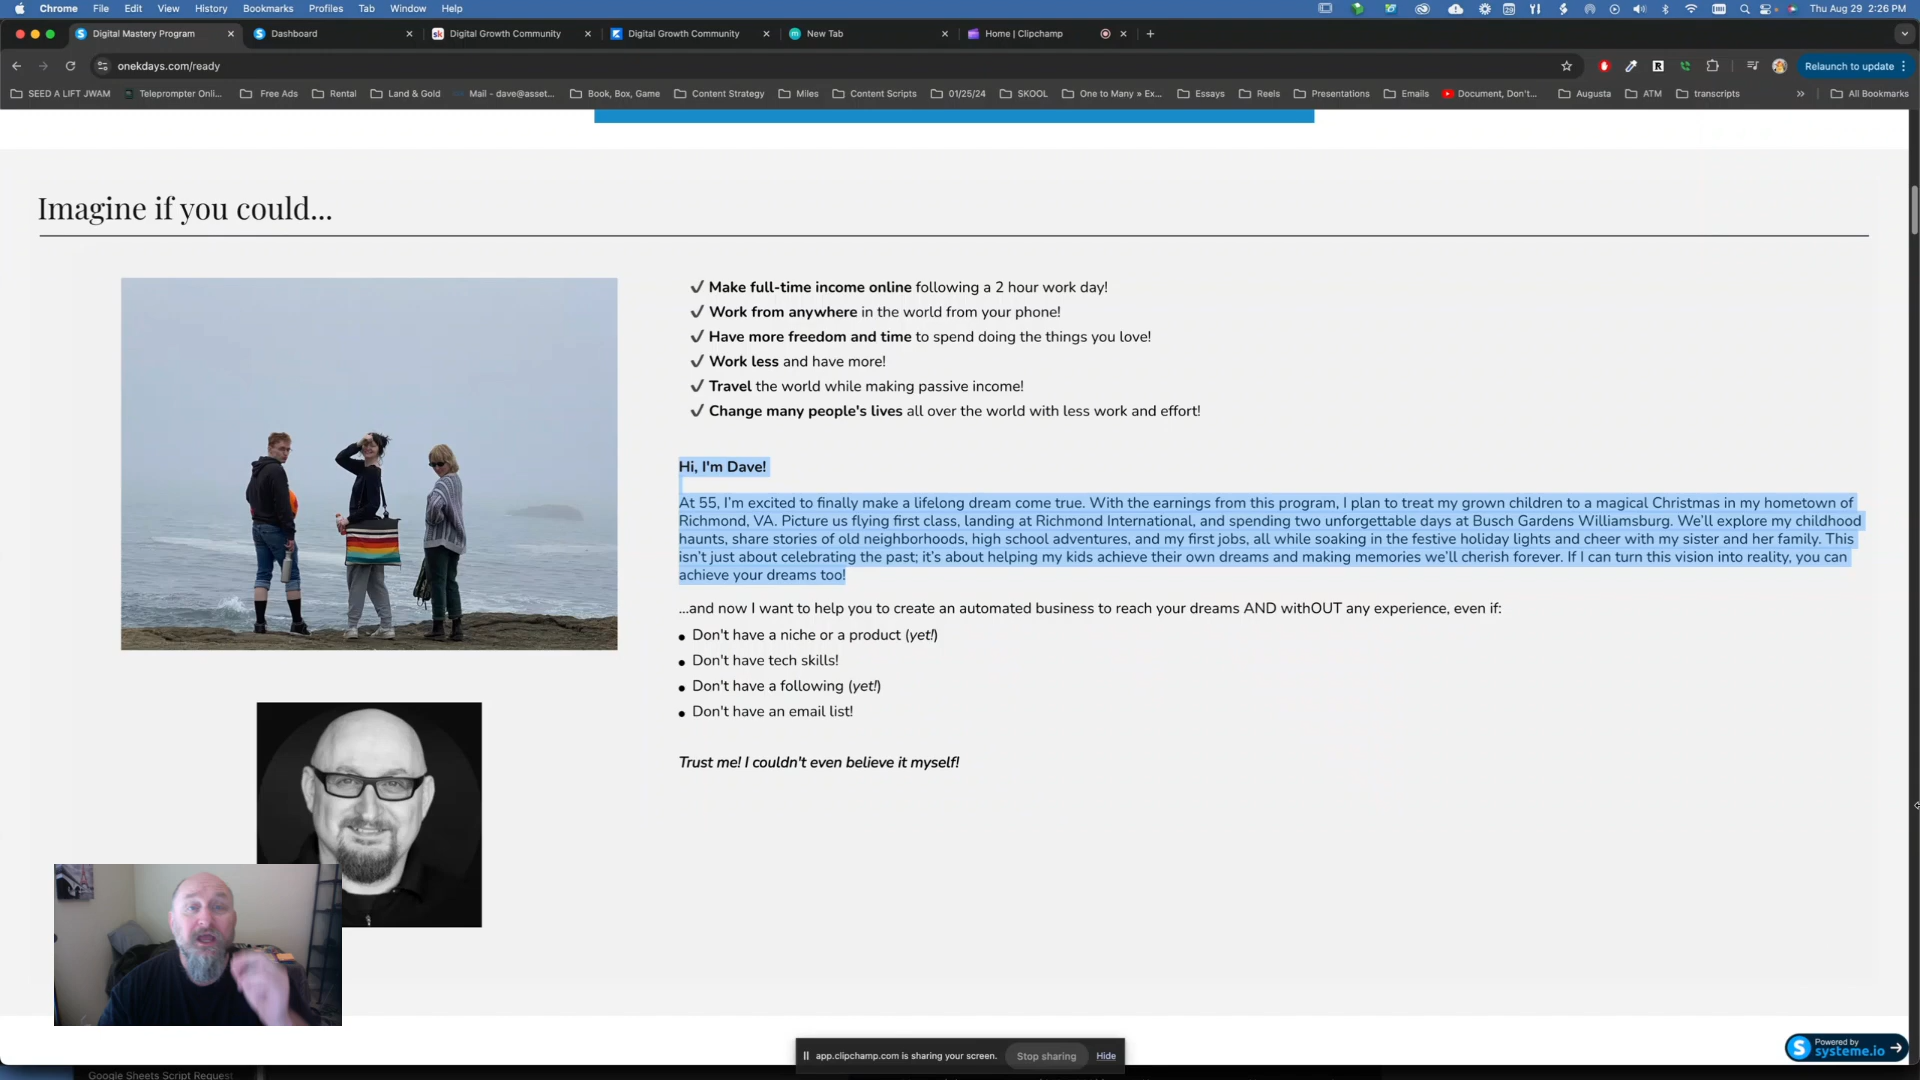 Chrome File Edit View History Bookmarks Profiles Tab Window Help Thu Aug 29 2:26 PM
Digital Mastery Program Dashboard Digital Growth Community Digital Growth Community New Tab Home | Clipchamp
onekdays.com/ready Relaunch to update
SEED A LIFT JWAM Teleprompter Onli... Free Ads Rental Land & Gold Mail - dave@asset... Book, Box, Game Content Strategy Miles Content Scripts 01/25/24 SKOOL One to Many » Ex... Essays Reels Presentations Emails Document, Don't... Augusta ATM transcripts » All Bookmarks
Imagine if you could...
✓ Make full-time income online following a 2 hour work day!
✓ Work from anywhere in the world from your phone!
✓ Have more freedom and time to spend doing the things you love!
✓ Work less and have more!
✓ Travel the world while making passive income!
✓ Change many people's lives all over the world with less work and effort!
Hi, I'm Dave!
At 55, I'm excited to finally make a lifelong dream come true. With the earnings from this program, I plan to treat my grown children to a magical Christmas in my hometown of
Richmond, VA. Picture us flying first class, landing at Richmond International, and spending two unforgettable days at Busch Gardens Williamsburg. We'll explore my childhood
haunts, share stories of old neighborhoods, high school adventures, and my first jobs, all while soaking in the festive holiday lights and cheer with my sister and her family. This
isn't just about celebrating the past; it's about helping my kids achieve their own dreams and making memories we'll cherish forever. If I can turn this vision into reality, you can
achieve your dreams too!
...and now I want to help you to create an automated business to reach your dreams AND withOUT any experience, even if:
• Don't have a niche or a product (yet!)
• Don't have tech skills!
• Don't have a following (yet!)
• Don't have an email list!
Trust me! I couldn't even believe it myself!
app.clipchamp.com is sharing your screen. Stop sharing Hide
Powered by
systeme.io
Google Sheets Script Request